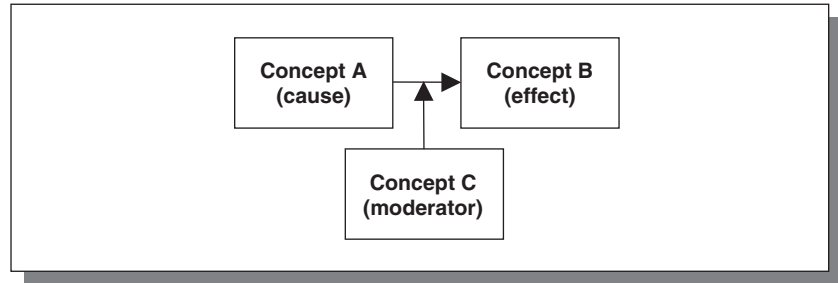 Concept A
(cause)
Concept B
(effect)
Concept C
(moderator)